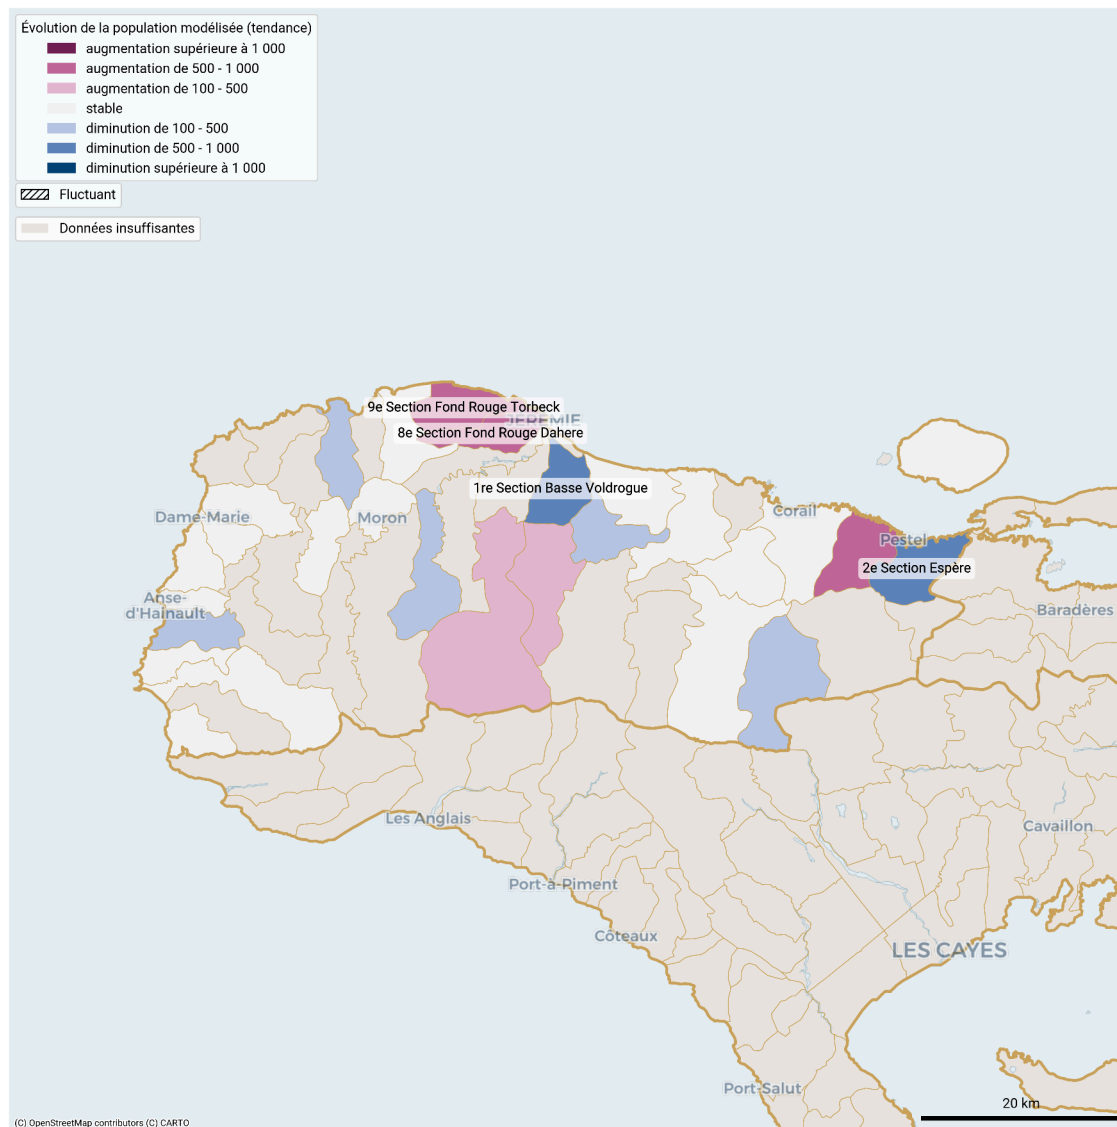 Évolution de la population modélisée (tendance)
augmentation supérieure à 1 000
augmentation de 500 - 1 000
augmentation de 100 - 500
stable
diminution de 100 - 500
diminution de 500 - 1 000
diminution supérieure à 1 000
Fluctuant
Données insuffisantes
9e Section Fond Rouge Torbeck
JÉRÉMIE
8e Section Fond Rouge Dahere
1re Section Basse Voldrogue
Dame-Marie
Moron
Corail
Pestel
2e Section Espère
Anse-
d'Hainault
Baradères
Les Anglais
Cavaillon
Port-à-Piment
Côteaux
LES CAYES
Port-Salut
20 km
(C) OpenStreetMap contributors (C) CARTO